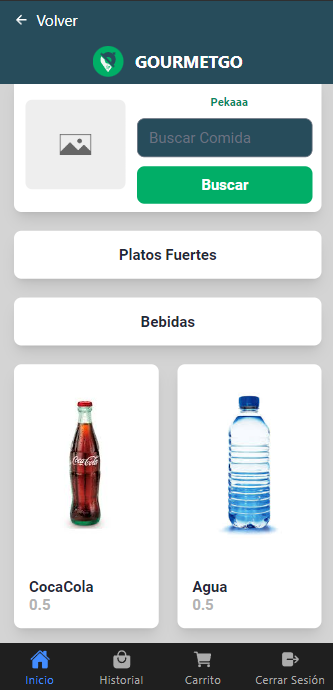 Volver
GOURMETGO
Pekaaa
Buscar Comida
Buscar
Platos Fuertes
Bebidas
Coca-Cola
CocaCola
0.5
Agua
0.5
Inicio
Historial
Carrito
Cerrar Sesión